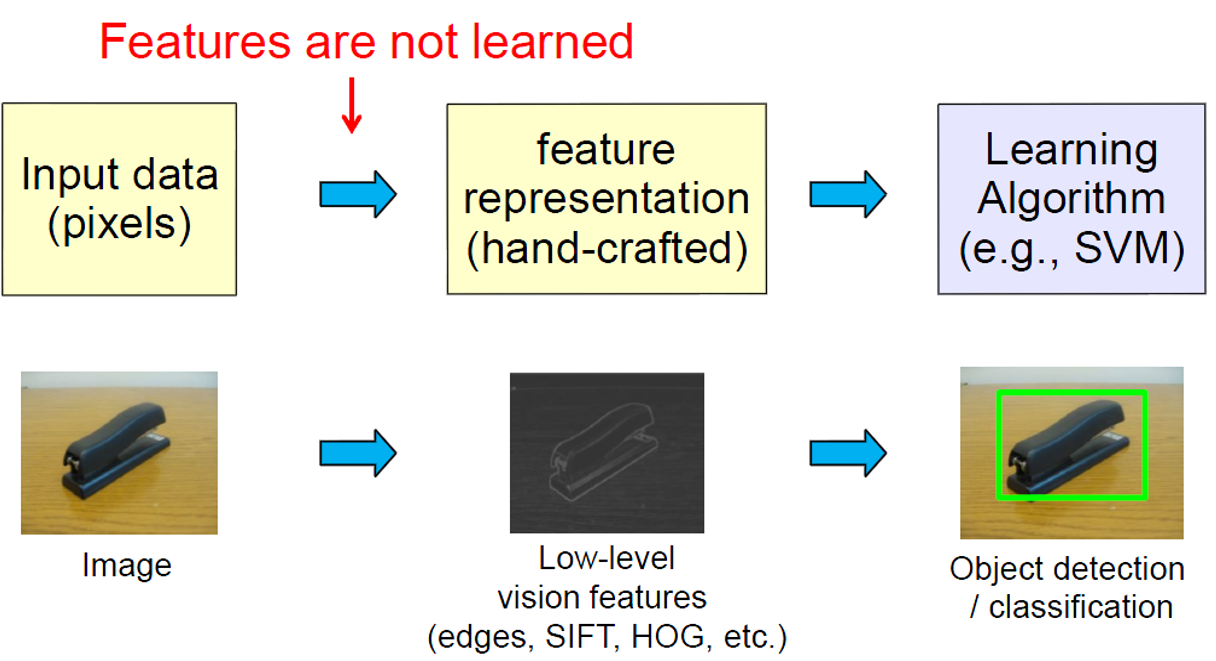 Features are not learned
Input data
(pixels)
feature
representation
(hand-crafted)
Learning
Algorithm
(e.g., SVM)
Image
Low-level
vision features
(edges, SIFT, HOG, etc.)
Object detection
/ classification